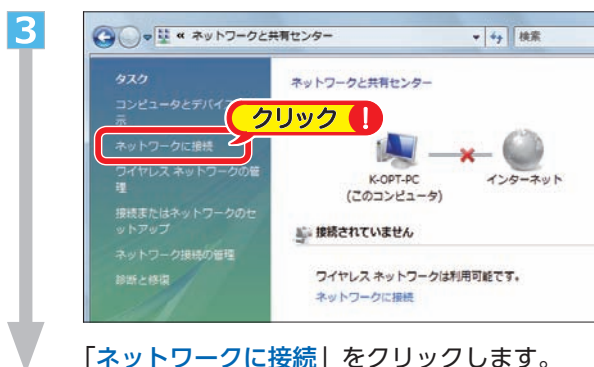 3
« ネットワークと共有センター
検索
タスク
コンピュータとデバイス
示
ネットワークに接続
ワイヤレス ネットワークの管
理
接続またはネットワークのセ
ットアップ
ネットワーク接続の管理
診断と修復
クリック !
ネットワークと共有センター
K-OPT-PC
(このコンピュータ)
インターネット
接続されていません
ワイヤレス ネットワークは利用可能です。
ネットワークに接続
「ネットワークに接続」をクリックします。